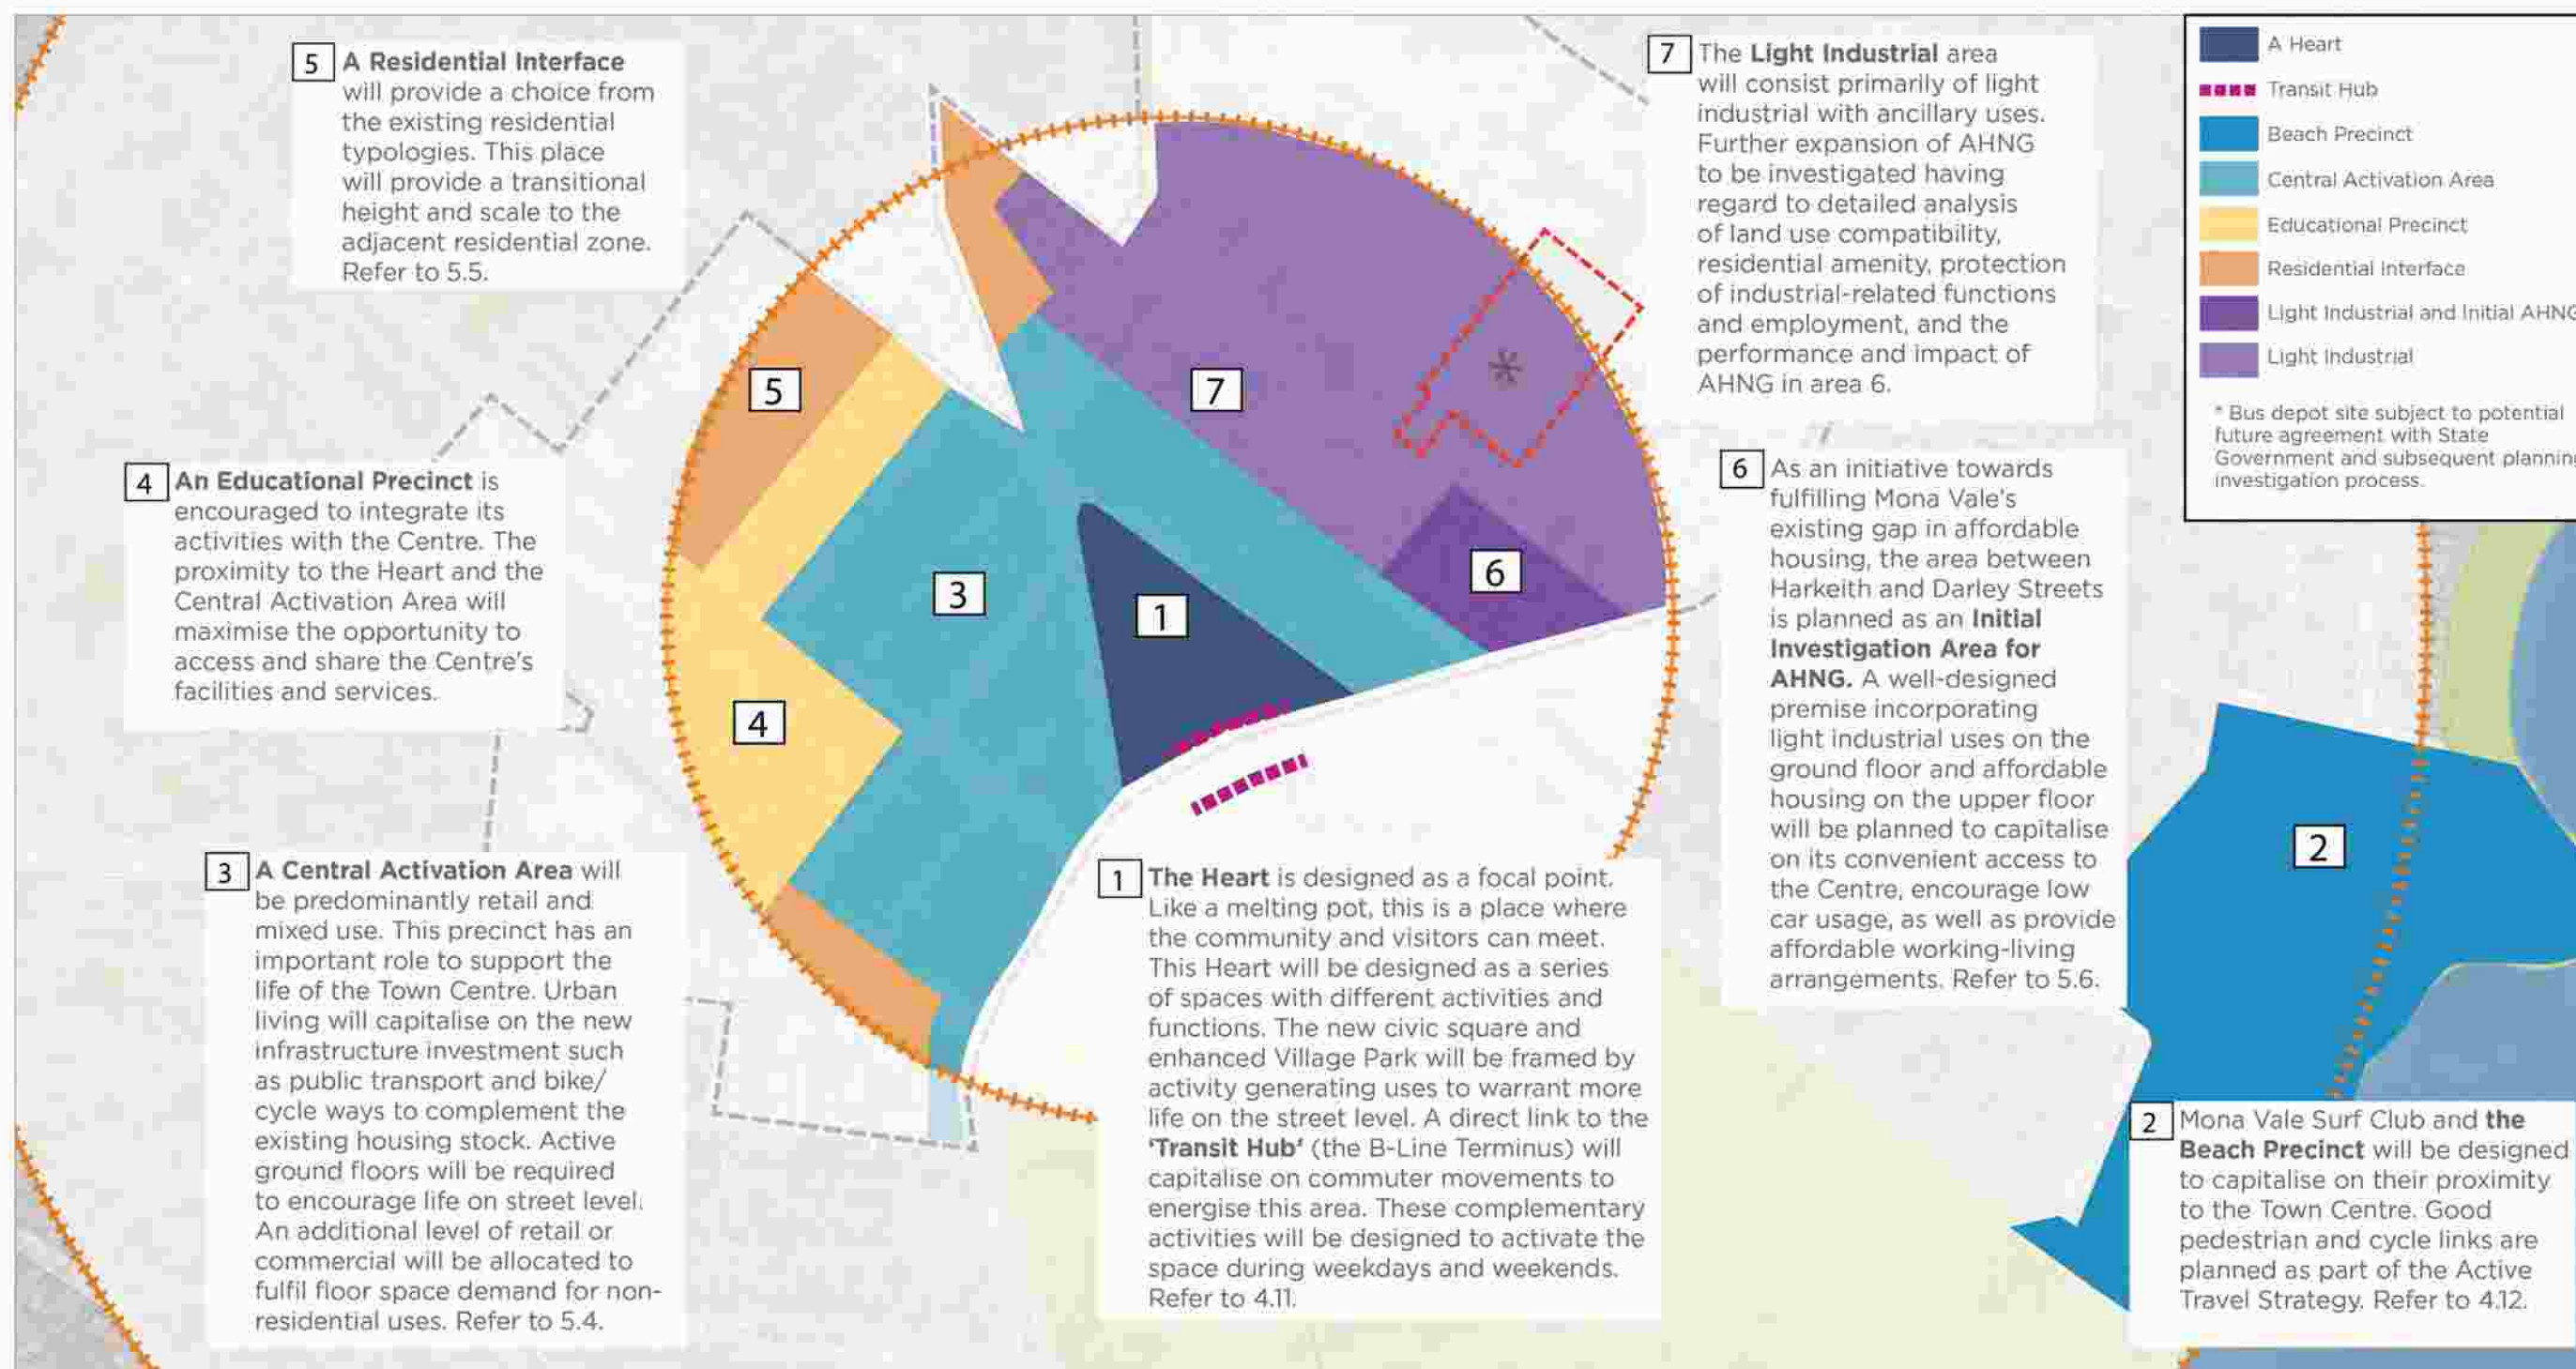 5
A Residential Interface
will provide a choice from
the existing residential
typologies. This place
will provide a transitional
height and scale to the
adjacent residential zone.
Refer to 5.5.
7
The Light Industrial area
will consist primarily of light
industrial with ancillary uses.
Further expansion of AHNG
to be investigated having
regard to detailed analysis
of land use compatibility,
residential amenity, protection
of industrial-related functions
and employment, and the
performance and impact of
AHNG in area 6.
A Heart
Transit Hub
Beach Precinct
Central Activation Area
Educational Precinct
Residential Interface
Light Industrial and Initial AHNG
Light Industrial
* Bus depot site subject to potential
future agreement with State
Government and subsequent planning
investigation process.
4
An Educational Precinct is
encouraged to integrate its
activities with the Centre. The
proximity to the Heart and the
Central Activation Area will
maximise the opportunity to
access and share the Centre's
facilities and services.
5
7
*
3
1
6
4
2
6
As an initiative towards
fulfilling Mona Vale's
existing gap in affordable
housing, the area between
Harkeith and Darley Streets
is planned as an Initial
Investigation Area for
AHNG. A well-designed
premise incorporating
light industrial uses on the
ground floor and affordable
housing on the upper floor
will be planned to capitalise
on its convenient access to
the Centre, encourage low
car usage, as well as provide
affordable working-living
arrangements. Refer to 5.6.
3
A Central Activation Area will
be predominantly retail and
mixed use. This precinct has an
important role to support the
life of the Town Centre. Urban
living will capitalise on the new
infrastructure investment such
as public transport and bike/
cycle ways to complement the
existing housing stock. Active
ground floors will be required
to encourage life on street level.
An additional level of retail or
commercial will be allocated to
fulfil floor space demand for non-
residential uses. Refer to 5.4.
1
The Heart is designed as a focal point.
Like a melting pot, this is a place where
the community and visitors can meet.
This Heart will be designed as a series
of spaces with different activities and
functions. The new civic square and
enhanced Village Park will be framed by
activity generating uses to warrant more
life on the street level. A direct link to the
'Transit Hub' (the B-Line Terminus) will
capitalise on commuter movements to
energise this area. These complementary
activities will be designed to activate the
space during weekdays and weekends.
Refer to 4.11.
2
Mona Vale Surf Club and the
Beach Precinct will be designed
to capitalise on their proximity
to the Town Centre. Good
pedestrian and cycle links are
planned as part of the Active
Travel Strategy. Refer to 4.12.